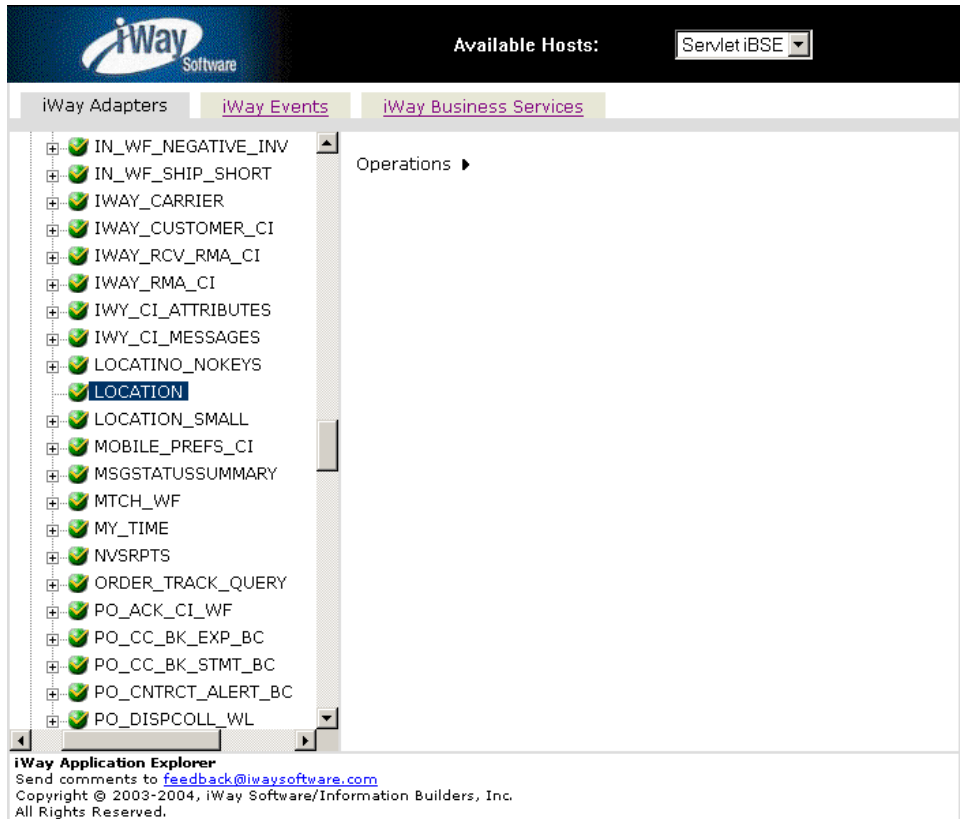 iWay
Software
Available Hosts:
Servlet iBSE
iWay Adapters
iWay Events
iWay Business Services
IN_WF_NEGATIVE_INV
IN_WF_SHIP_SHORT
IWAY_CARRIER
IWAY_CUSTOMER_CI
IWAY_RCV_RMA_CI
IWAY_RMA_CI
IWY_CI_ATTRIBUTES
IWY_CI_MESSAGES
LOCATINO_NOKEYS
LOCATION
LOCATION_SMALL
MOBILE_PREFS_CI
MSGSTATUSSUMMARY
MTCH_WF
MY_TIME
NVSRPTS
ORDER_TRACK_QUERY
PO_ACK_CI_WF
PO_CC_BK_EXP_BC
PO_CC_BK_STMT_BC
PO_CNTRCT_ALERT_BC
PO_DISPCOLL_WL
Operations
iWay Application Explorer
Send comments to feedback@iwaysoftware.com
Copyright © 2003-2004, iWay Software/Information Builders, Inc.
All Rights Reserved.